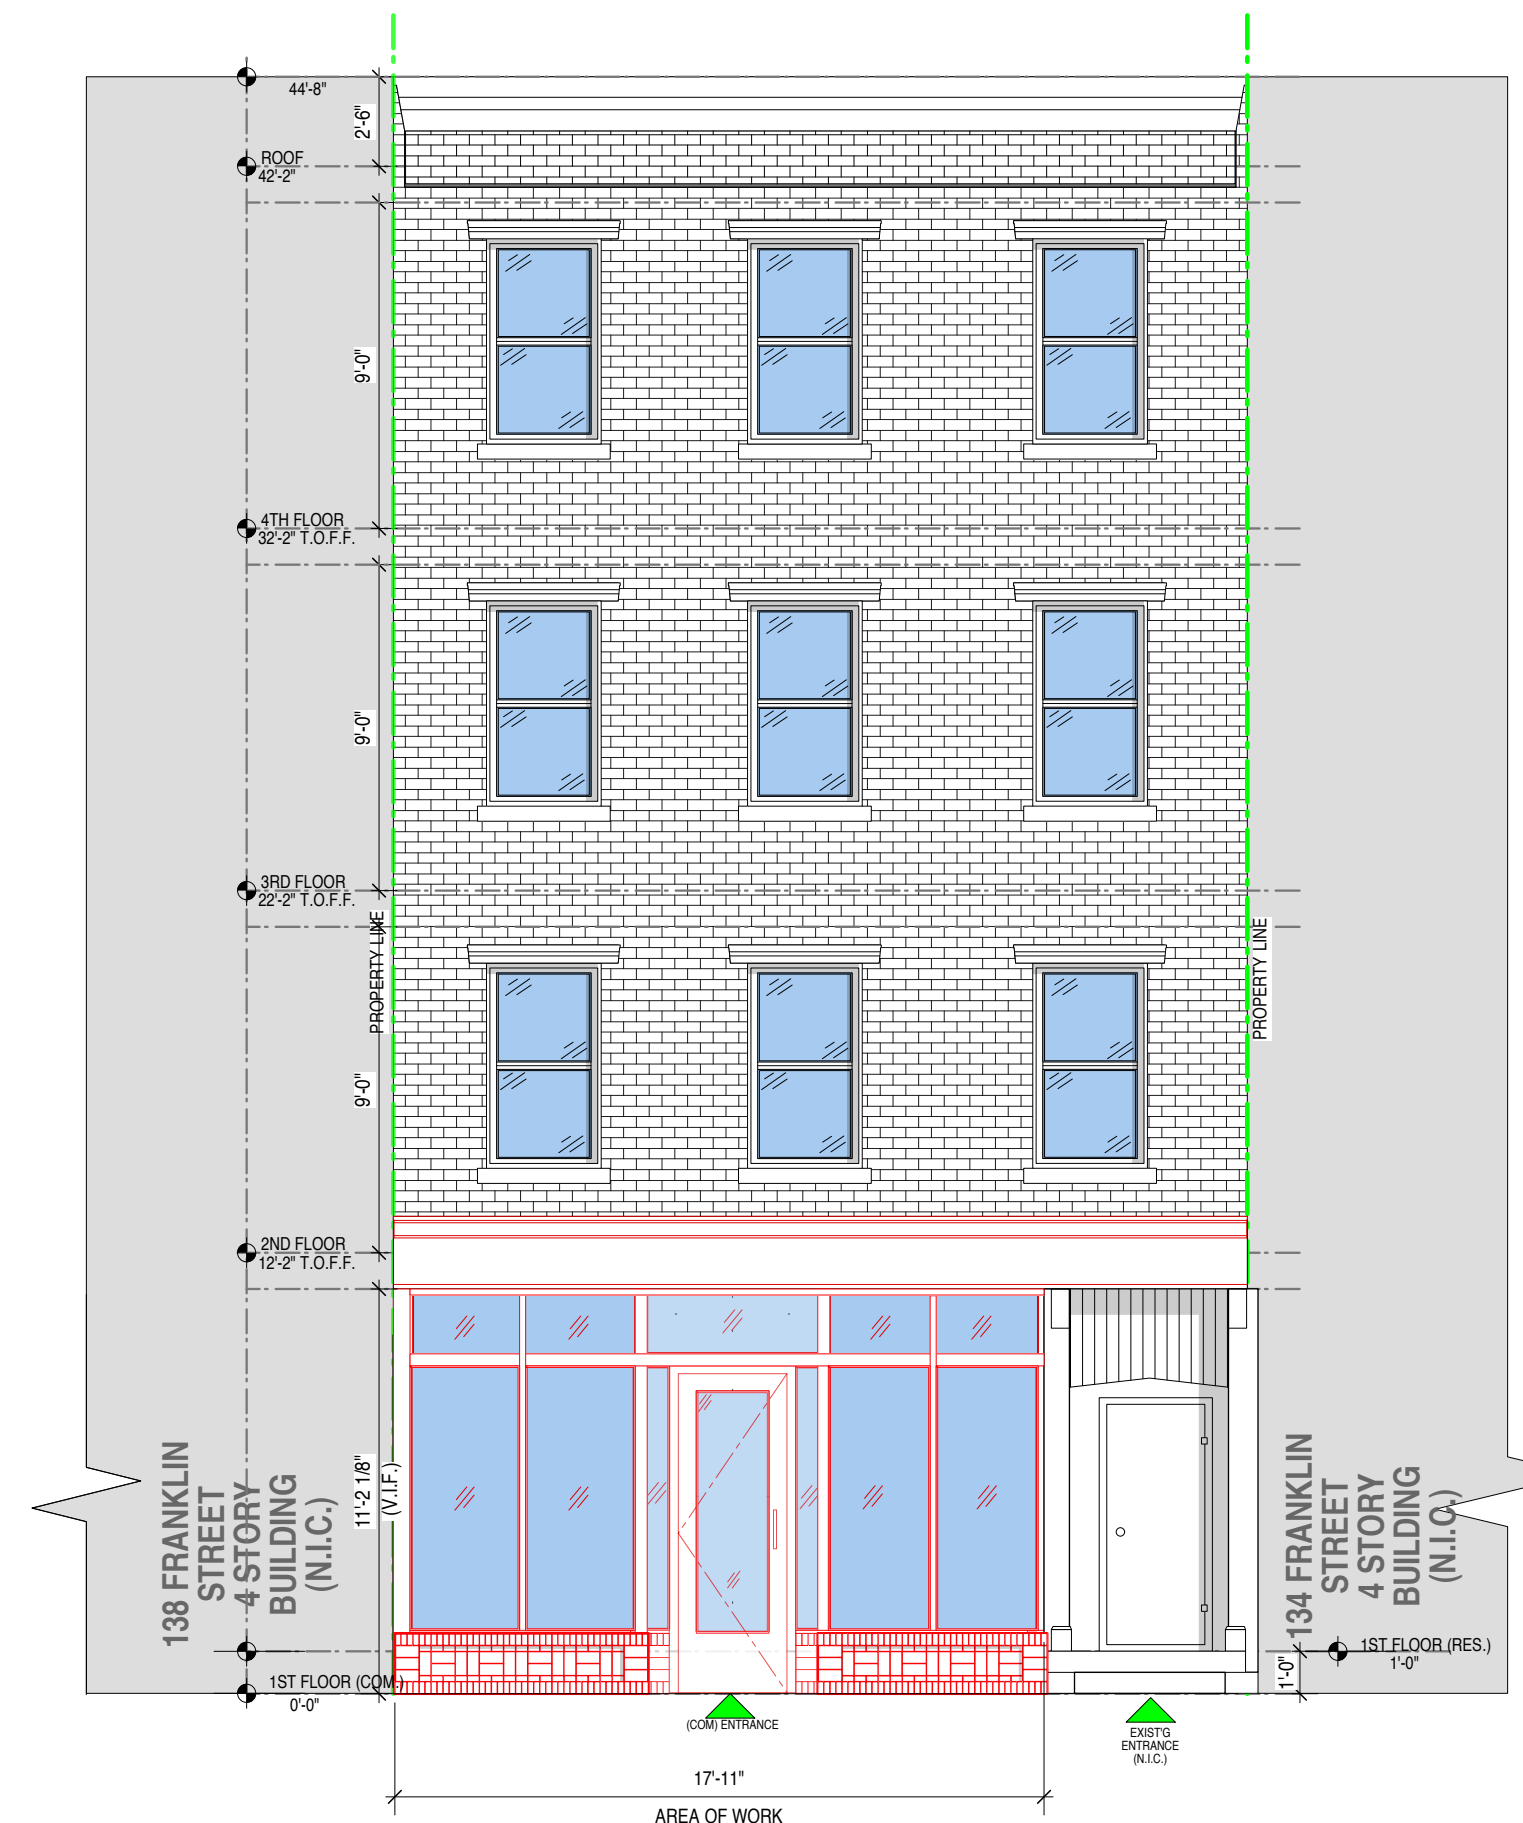 44'-8"
2'-6"
ROOF
42'-2"
9'-0"
4TH FLOOR
32'-2" T.O.F.F.
9'-0"
3RD FLOOR
22'-2" T.O.F.F.
PROPERTY LINE
PROPERTY LINE
9'-0"
2ND FLOOR
12'-2" T.O.F.F.
11'-2 1/8"
(V.I.F.)
138 FRANKLIN
STREET
4 STORY
BUILDING
(N.I.C.)
134 FRANKLIN
STREET
4 STORY
BUILDING
(N.I.C.)
1ST FLOOR (RES.)
1'-0"
1'-0"
1ST FLOOR (COM.)
0'-0"
(COM) ENTRANCE
EXIST'G
ENTRANCE
(N.I.C.)
17'-11"
AREA OF WORK